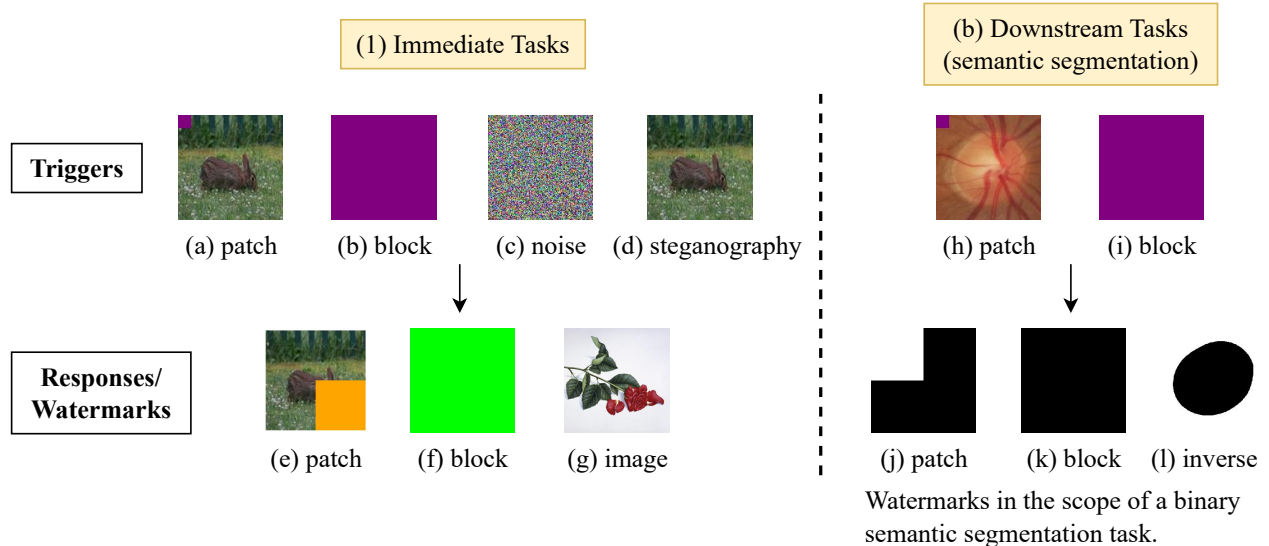 (1) Immediate Tasks
(b) Downstream Tasks
(semantic segmentation)
Triggers
(a) patch
(b) block
(c) noise
(d) steganography
(h) patch
(i) block
Responses/
Watermarks
(e) patch
(f) block
(g) image
(j) patch
(k) block
(l) inverse
Watermarks in the scope of a binary
semantic segmentation task.